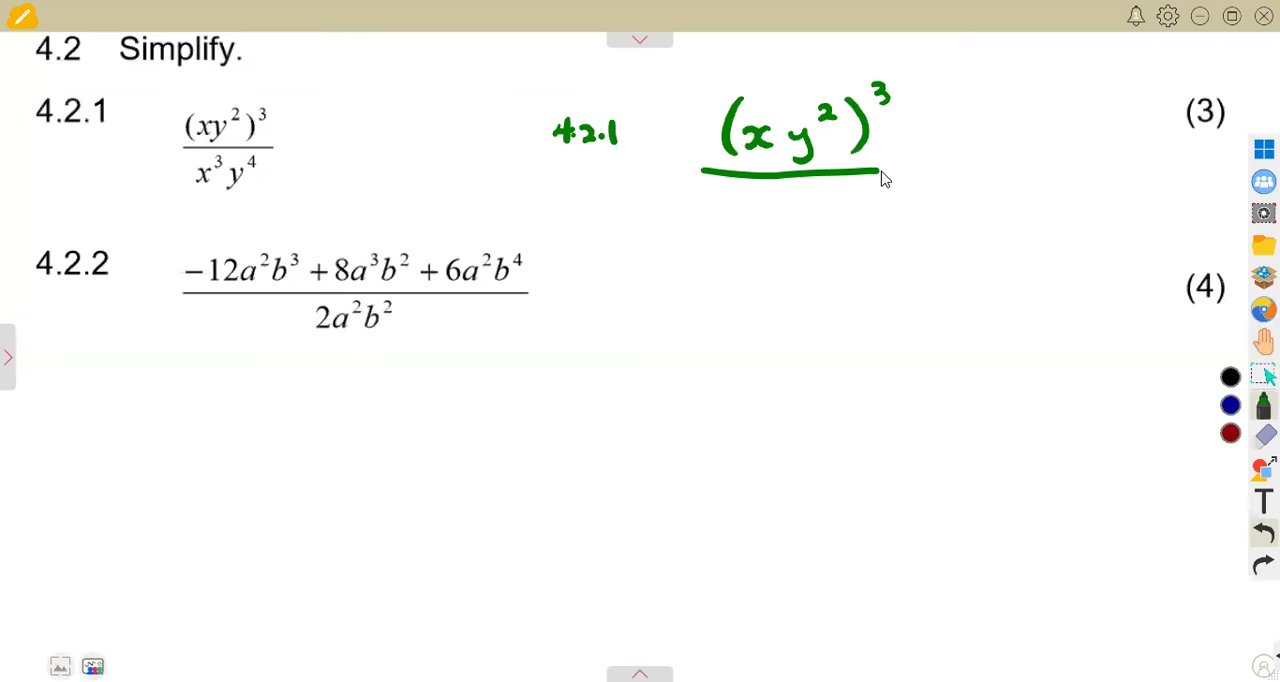 4.2 Simplify.
4.2.1 (xy²)³ / x³y⁴ (3)
4.2.1 (xy²)³
4.2.2 −12a²b³ + 8a³b² + 6a²b⁴ / 2a²b² (4)
T